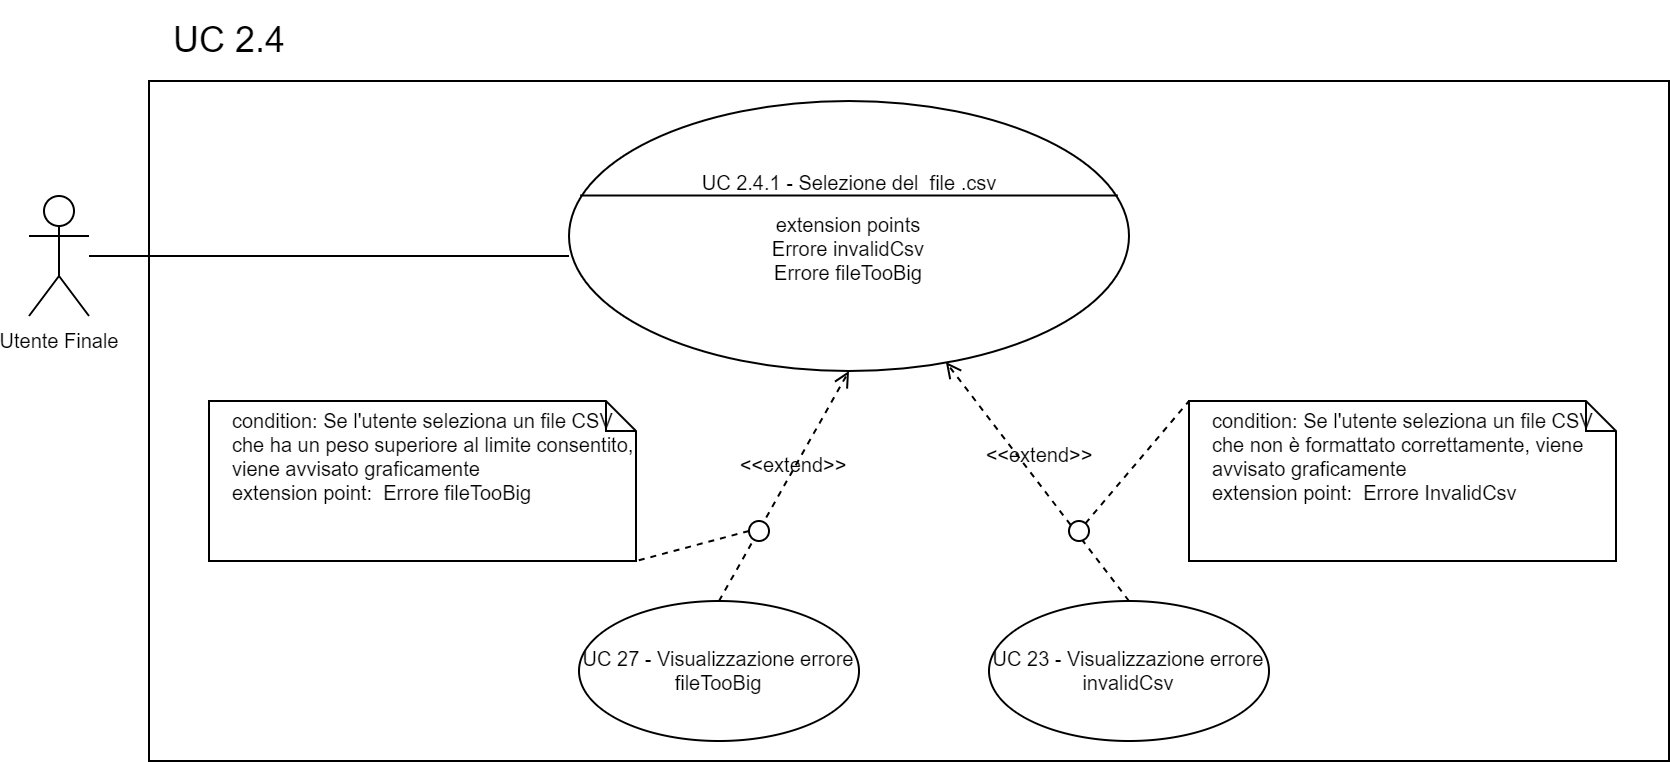 UC 2.4
UC 2.4.1 - Selezione del  file .csv
extension points
Errore invalidCsv
Errore fileTooBig
Utente Finale
condition: Se l'utente seleziona un file CSV
che ha un peso superiore al limite consentito,
viene avvisato graficamente
extension point:  Errore fileTooBig
<<extend>>
<<extend>>
condition: Se l'utente seleziona un file CSV
che non è formattato correttamente, viene
avvisato graficamente
extension point:  Errore InvalidCsv
UC 27 - Visualizzazione errore
fileTooBig
UC 23 - Visualizzazione errore
invalidCsv